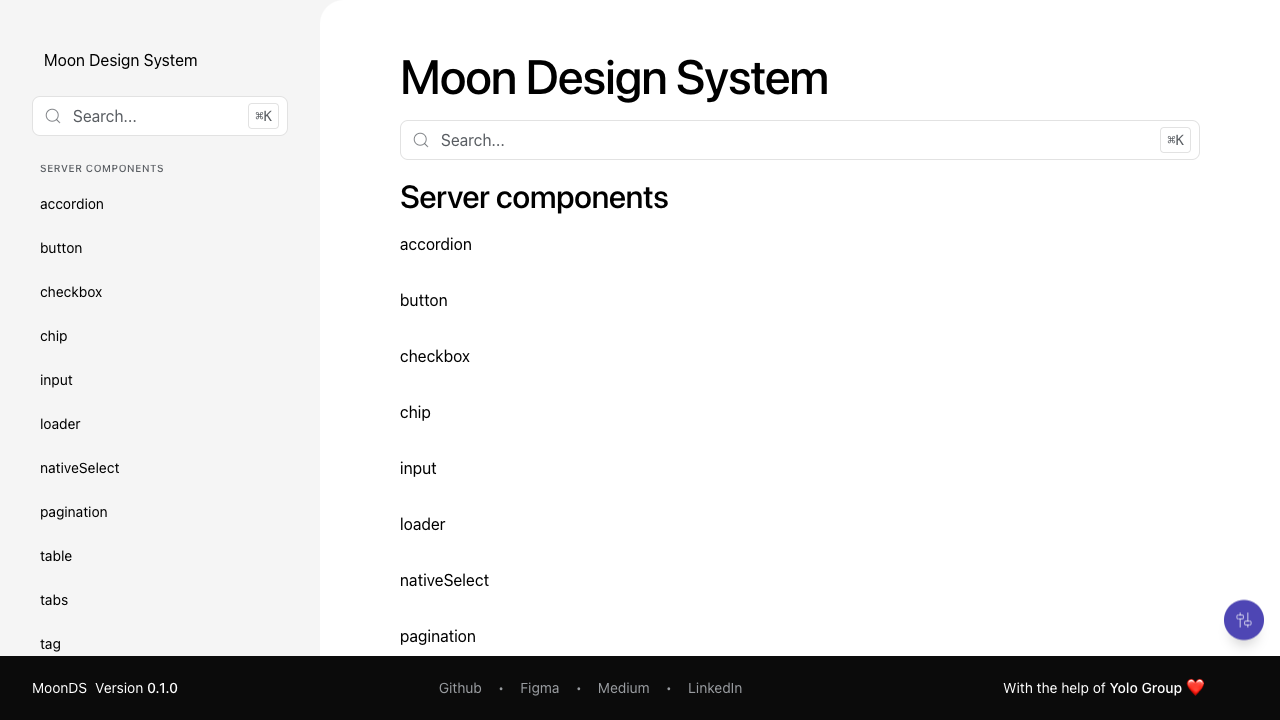 Moon Design System
Search...
⌘K
SERVER COMPONENTS
accordion
button
checkbox
chip
input
loader
nativeSelect
pagination
table
tabs
tag
Moon Design System
Search...
⌘K
Server components
accordion
button
checkbox
chip
input
loader
nativeSelect
pagination
MoonDS Version 0.1.0
Github • Figma • Medium • LinkedIn
With the help of Yolo Group ❤️